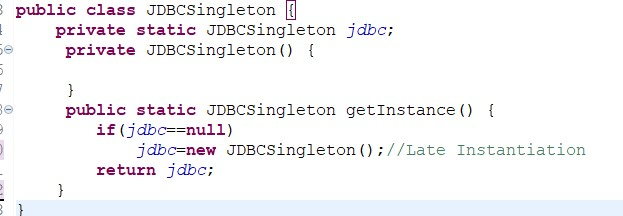 public class JDBCSingleton {
private static JDBCSingleton jdbc;
private JDBCSingleton() {
}
public static JDBCSingleton getInstance() {
if(jdbc==null)
jdbc=new JDBCSingleton();//Late Instantiation
return jdbc;
}
}